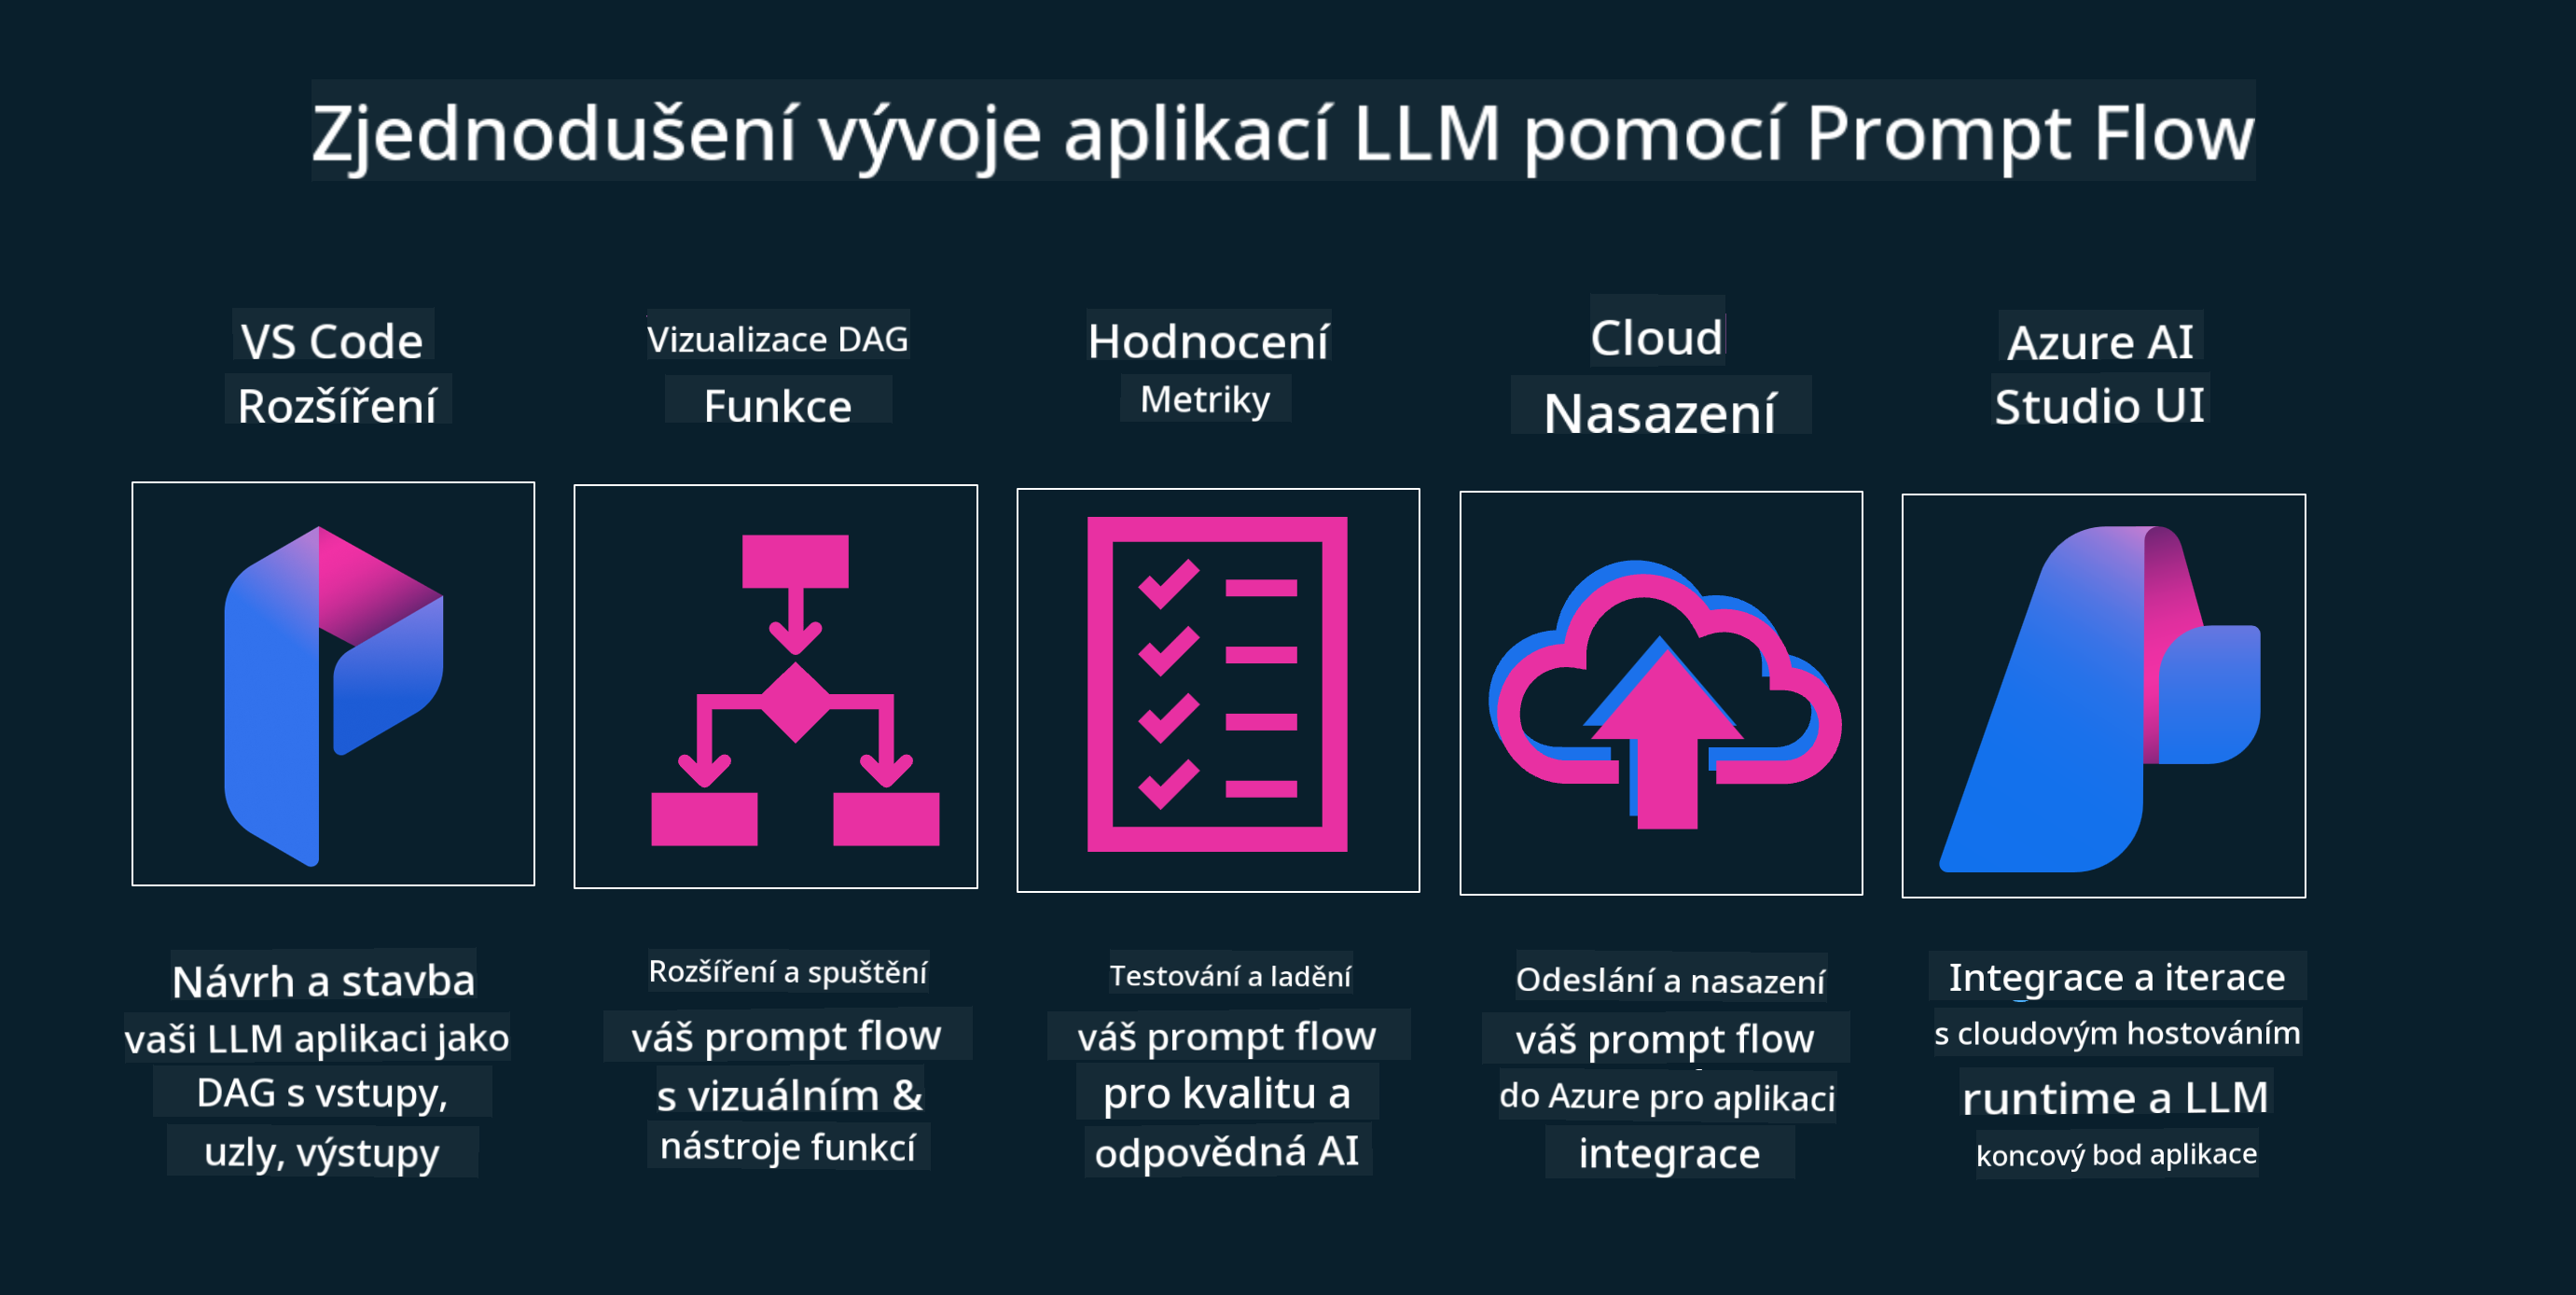 Zjednodušení vývoje aplikací LLM pomocí Prompt Flow
VS Code
Rozšíření
Vizualizace DAG
Funkce
Hodnocení
Metriky
Cloud
Nasazení
Azure AI
Studio UI
Návrh a stavba
vaši LLM aplikaci jako
DAG s vstupy,
uzly, výstupy
Rozšíření a spuštění
váš prompt flow
s vizuálním &
nástroje funkcí
Testování a ladění
váš prompt flow
pro kvalitu a
odpovědná AI
Odeslání a nasazení
váš prompt flow
do Azure pro aplikaci
integrace
Integrace a iterace
s cloudovým hostováním
runtime a LLM
koncový bod aplikace